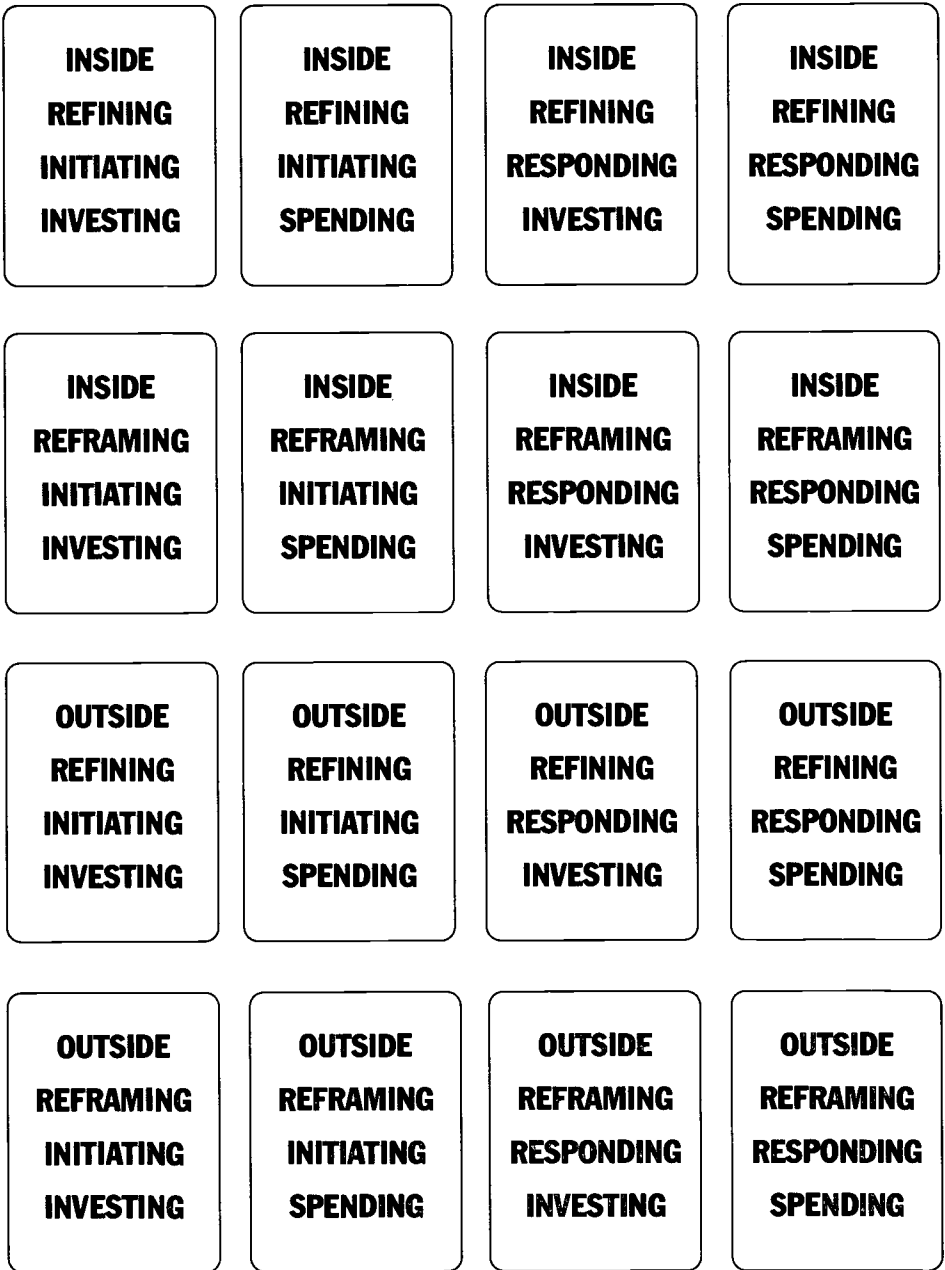 INSIDE
REFINING
INITIATING
INVESTING
INSIDE
REFINING
INITIATING
SPENDING
INSIDE
REFINING
RESPONDING
INVESTING
INSIDE
REFINING
RESPONDING
SPENDING
INSIDE
REFRAMING
INITIATING
INVESTING
INSIDE
REFRAMING
INITIATING
SPENDING
INSIDE
REFRAMING
RESPONDING
INVESTING
INSIDE
REFRAMING
RESPONDING
SPENDING
OUTSIDE
REFINING
INITIATING
INVESTING
OUTSIDE
REFINING
INITIATING
SPENDING
OUTSIDE
REFINING
RESPONDING
INVESTING
OUTSIDE
REFINING
RESPONDING
SPENDING
OUTSIDE
REFRAMING
INITIATING
INVESTING
OUTSIDE
REFRAMING
INITIATING
SPENDING
OUTSIDE
REFRAMING
RESPONDING
INVESTING
OUTSIDE
REFRAMING
RESPONDING
SPENDING